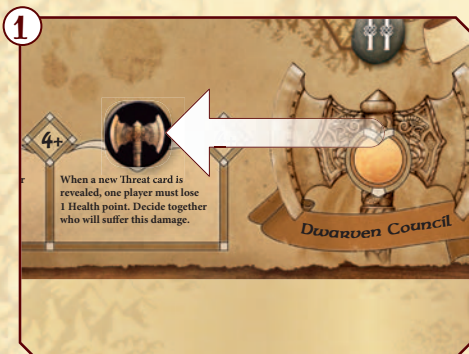 1
4+
r
When a new Threat card is
revealed, one player must lose
1 Health point. Decide together
who will suffer this damage.
Dwarven Council